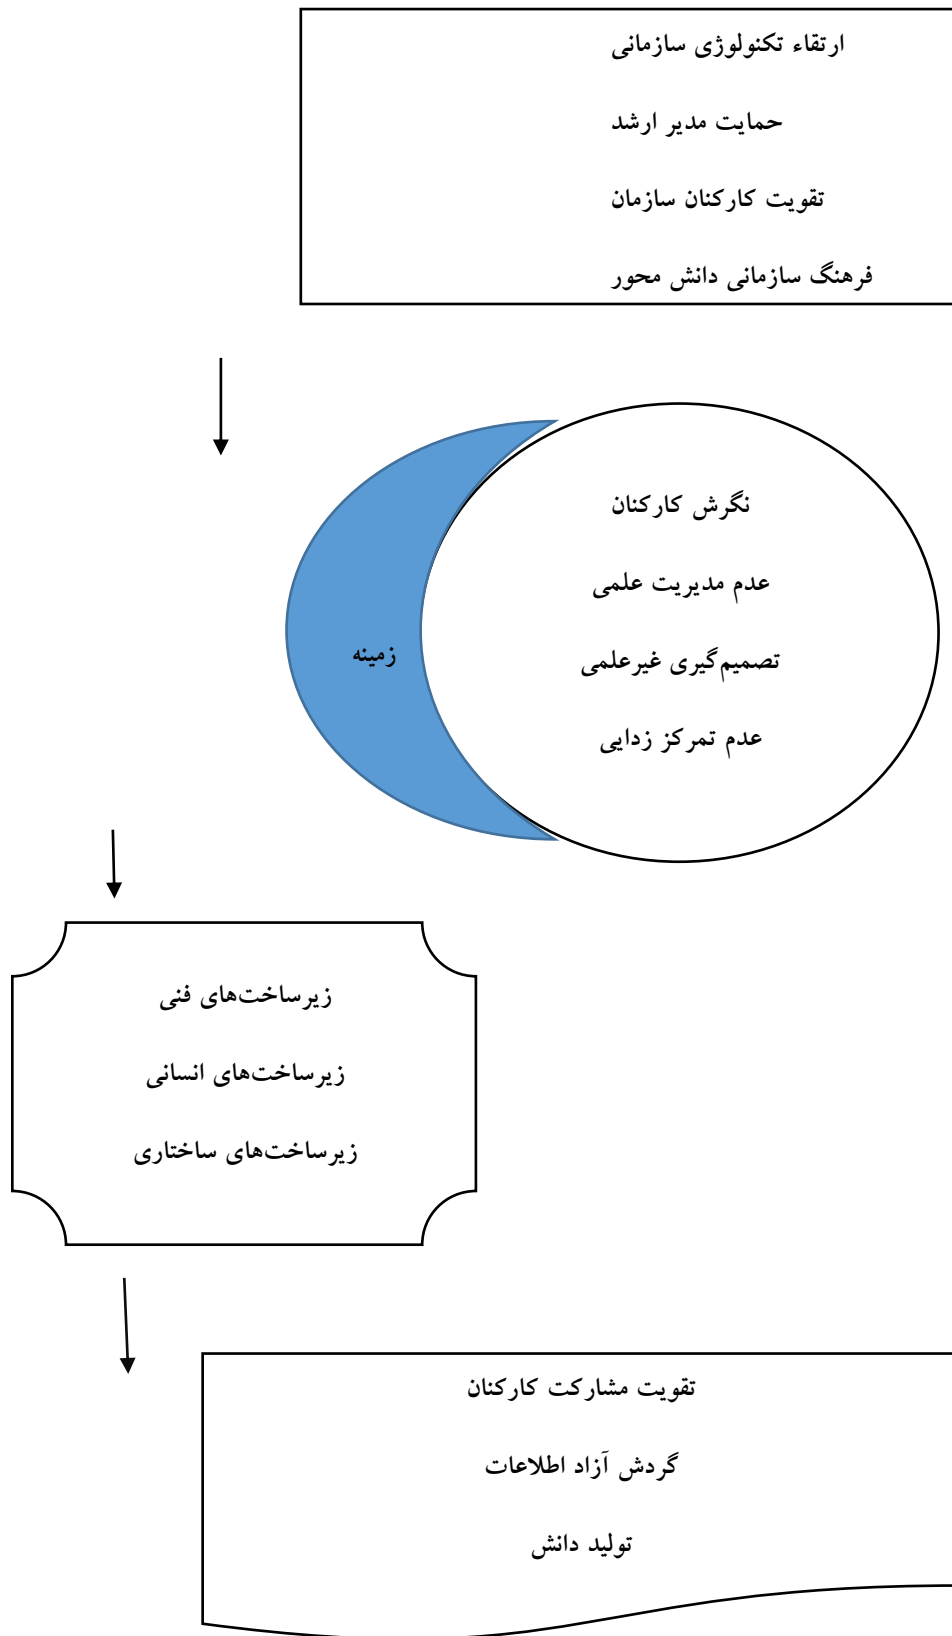 ارتقاء تکنولوژی سازمانی
حمایت مدیر ارشد
تقویت کارکنان سازمان
فرهنگ سازمانی دانش محور
نگرش کارکنان
عدم مدیریت علمی
تصمیم‌گیری غیرعلمی
عدم تمرکز زدایی
زمینه
زیرساخت‌های فنی
زیرساخت‌های انسانی
زیرساخت‌های ساختاری
تقویت مشارکت کارکنان
گردش آزاد اطلاعات
تولید دانش